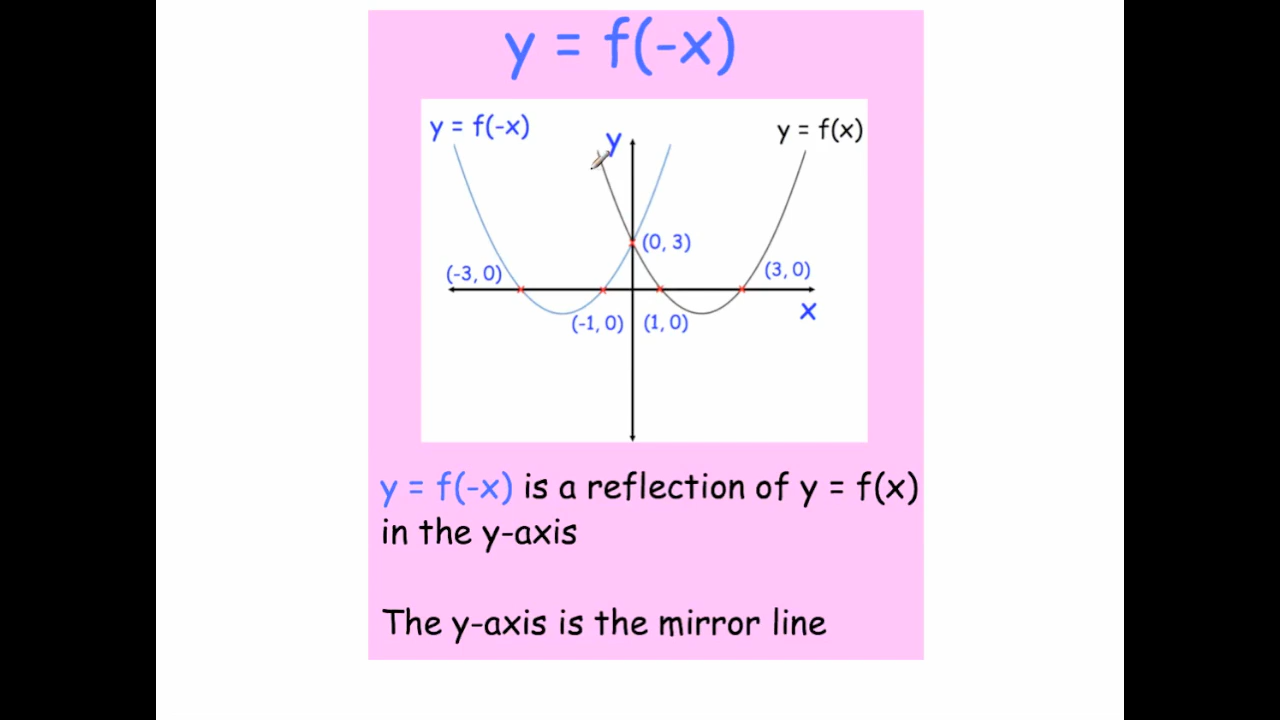 y = f(-x)
y = f(-x)
y
y = f(x)
(0, 3)
(-3, 0)
(3, 0)
x
(-1, 0)
(1, 0)
y = f(-x) is a reflection of y = f(x)
in the y-axis
The y-axis is the mirror line